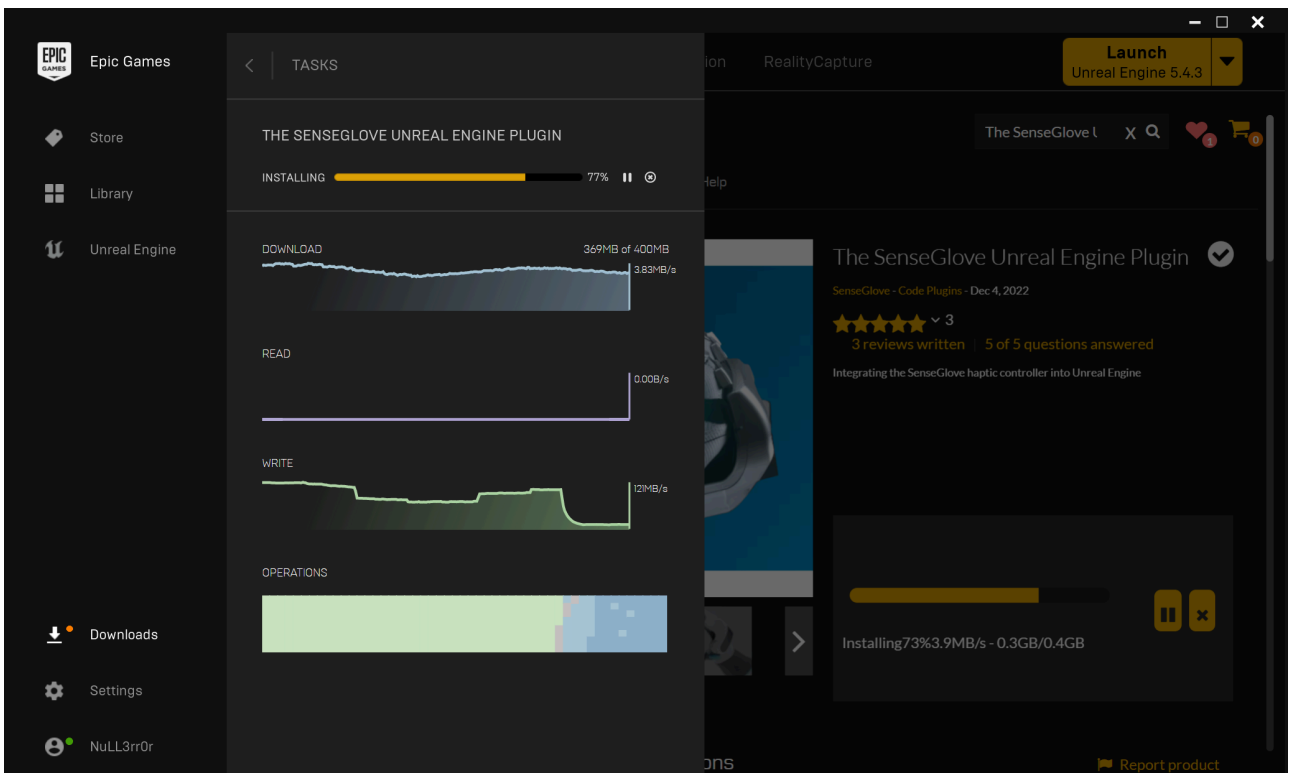 EPIC
GAMES
Epic Games
Store
Library
Unreal Engine
Downloads
Settings
NuLL3rr0r
TASKS
THE SENSEGLOVE UNREAL ENGINE PLUGIN
INSTALLING 77%
DOWNLOAD 369MB of 400MB
3.83MB/s
READ
0.00B/s
WRITE
121MB/s
OPERATIONS
ion RealityCapture
Launch
Unreal Engine 5.4.3
The SenseGlove U X
1 0
Help
The SenseGlove Unreal Engine Plugin
SenseGlove - Code Plugins - Dec 4, 2022
3
3 reviews written | 5 of 5 questions answered
Integrating the SenseGlove haptic controller into Unreal Engine
Installing73%3.9MB/s - 0.3GB/0.4GB
ons
Report product